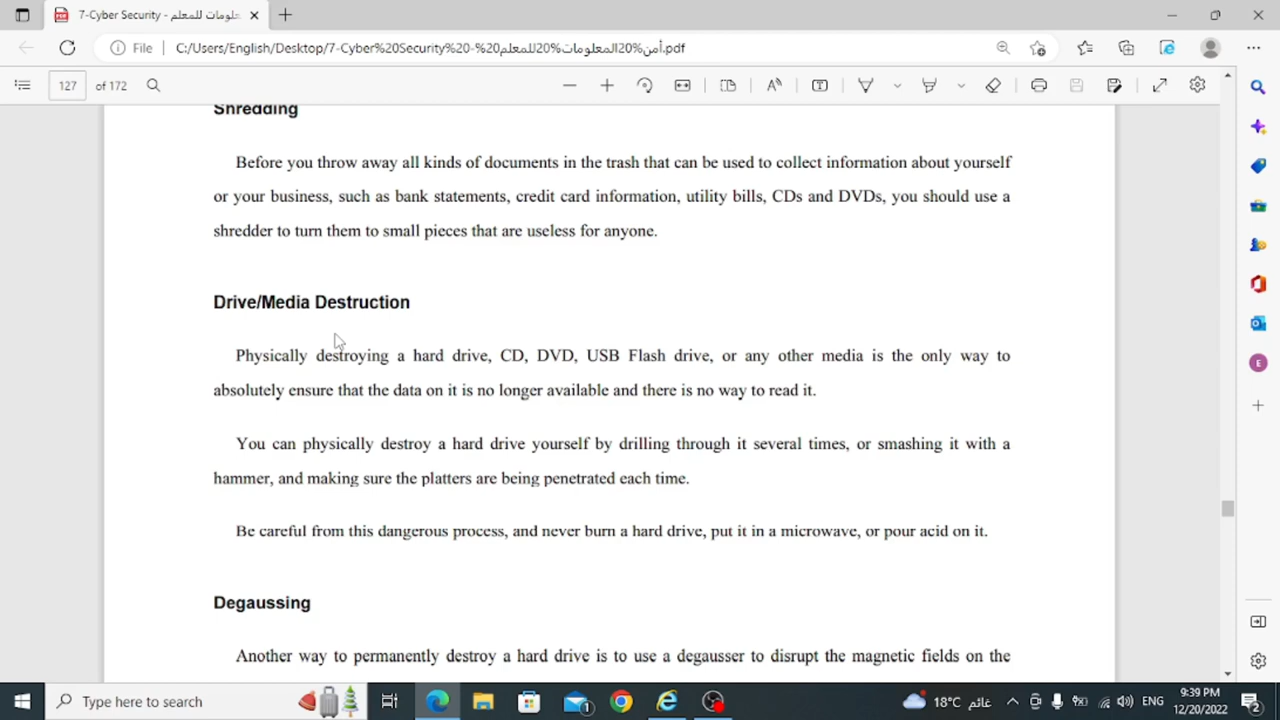 7-Cyber Security - أمن المعلومات للمعلم
File
C:/Users/English/Desktop/7-Cyber%20Security%20-%20أمن%20المعلومات%20للمعلم.pdf
127 of 172
Shredding
Before you throw away all kinds of documents in the trash that can be used to collect information about yourself
or your business, such as bank statements, credit card information, utility bills, CDs and DVDs, you should use a
shredder to turn them to small pieces that are useless for anyone.
Drive/Media Destruction
Physically destroying a hard drive, CD, DVD, USB Flash drive, or any other media is the only way to
absolutely ensure that the data on it is no longer available and there is no way to read it.
You can physically destroy a hard drive yourself by drilling through it several times, or smashing it with a
hammer, and making sure the platters are being penetrated each time.
Be careful from this dangerous process, and never burn a hard drive, put it in a microwave, or pour acid on it.
Degaussing
Another way to permanently destroy a hard drive is to use a degausser to disrupt the magnetic fields on the
Type here to search
18°C غائم
ENG
9:39 PM
12/20/2022